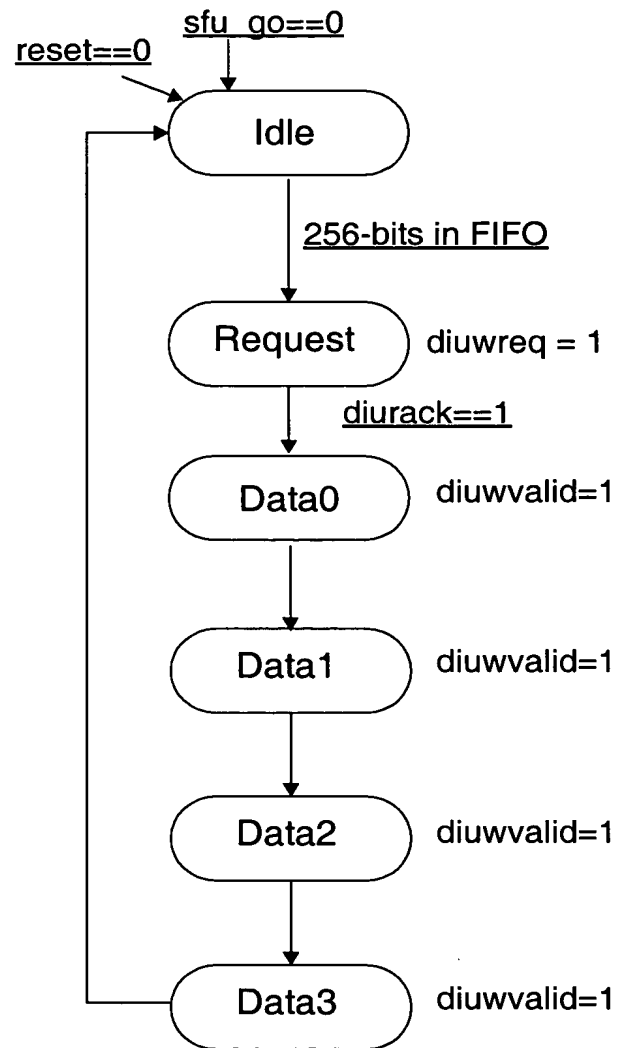 sfu_go==0
reset==0
Idle
256-bits in FIFO
Request
diuwreq = 1
diurack==1
Data0
diuwvalid=1
Data1
diuwvalid=1
Data2
diuwvalid=1
Data3
diuwvalid=1